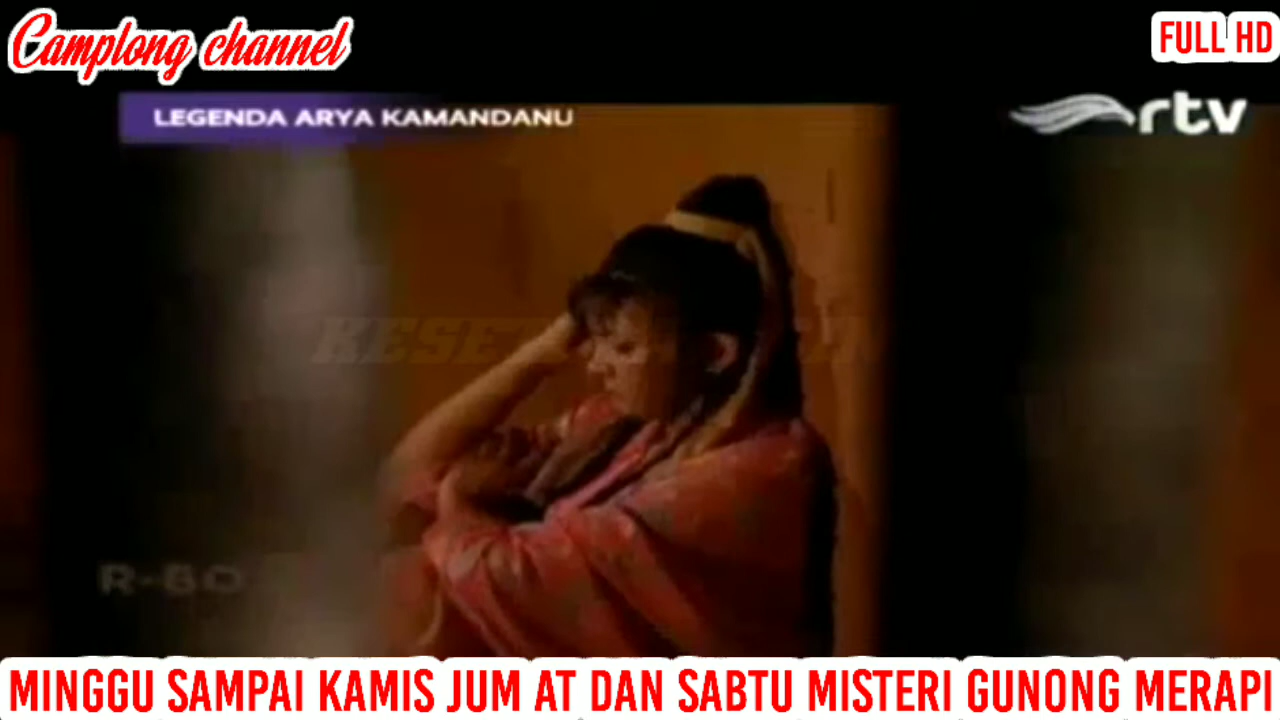 Camplong channel
FULL HD
LEGENDA ARYA KAMANDANU
rtv
R-BO
MINGGU SAMPAI KAMIS JUM AT DAN SABTU MISTERI GUNONG MERAPI